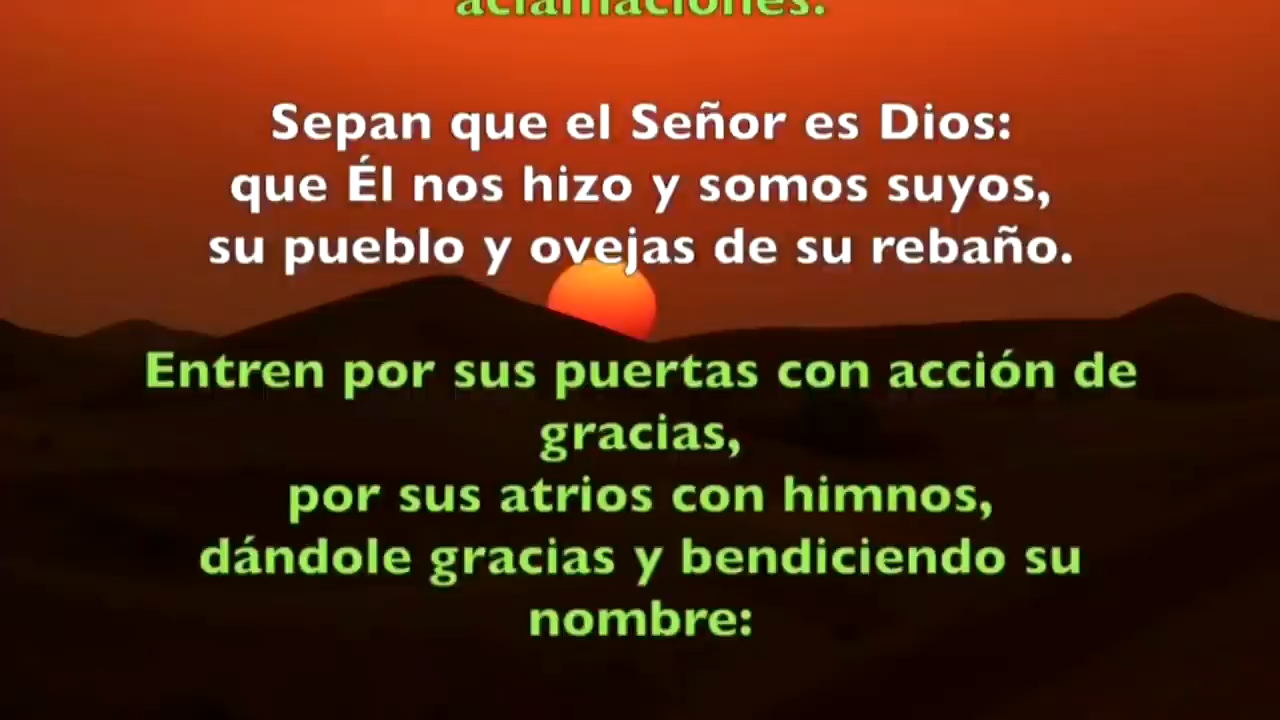 aclamaciones.
Sepan que el Señor es Dios:
que Él nos hizo y somos suyos,
su pueblo y ovejas de su rebaño.
Entren por sus puertas con acción de
gracias,
por sus atrios con himnos,
dándole gracias y bendiciendo su
nombre: